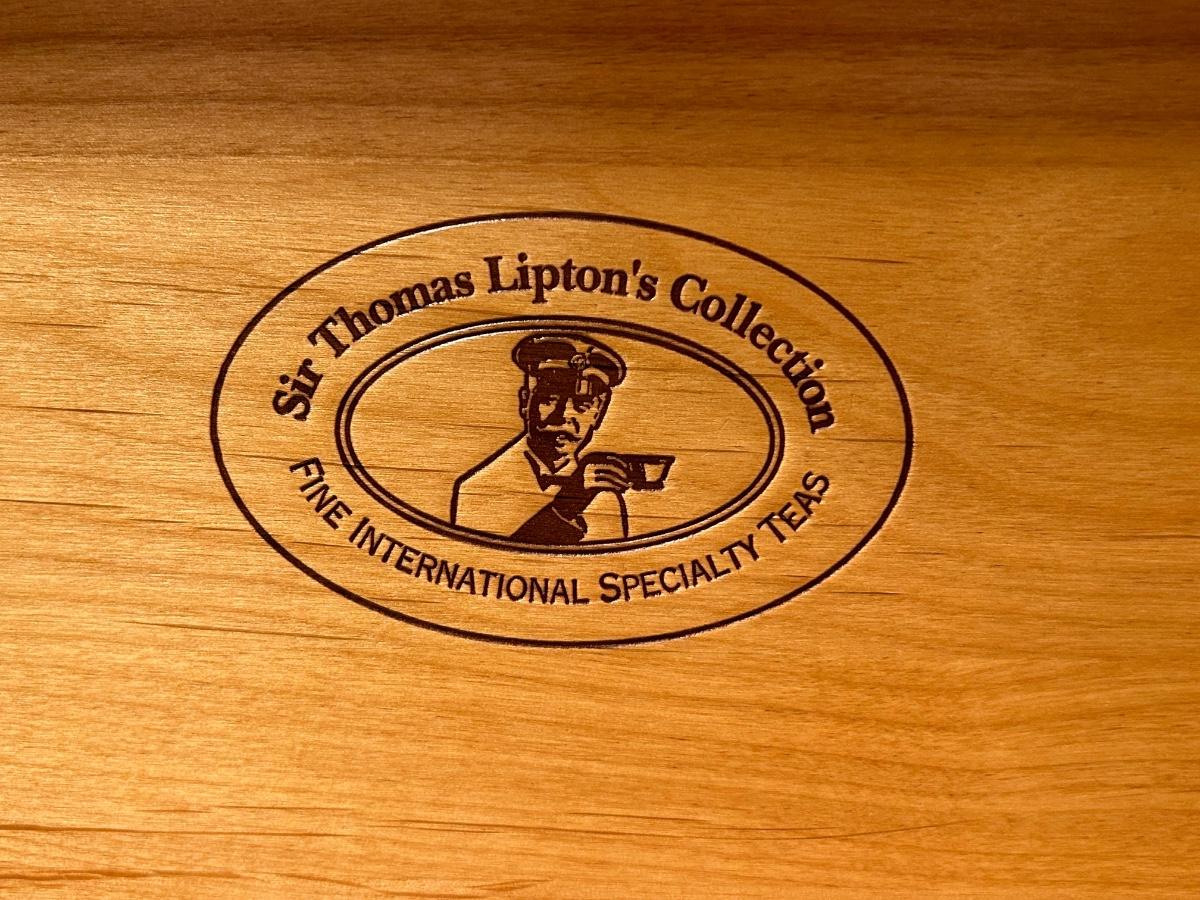 Sir Thomas Lipton's Collection
FINE INTERNATIONAL SPECIALTY TEAS